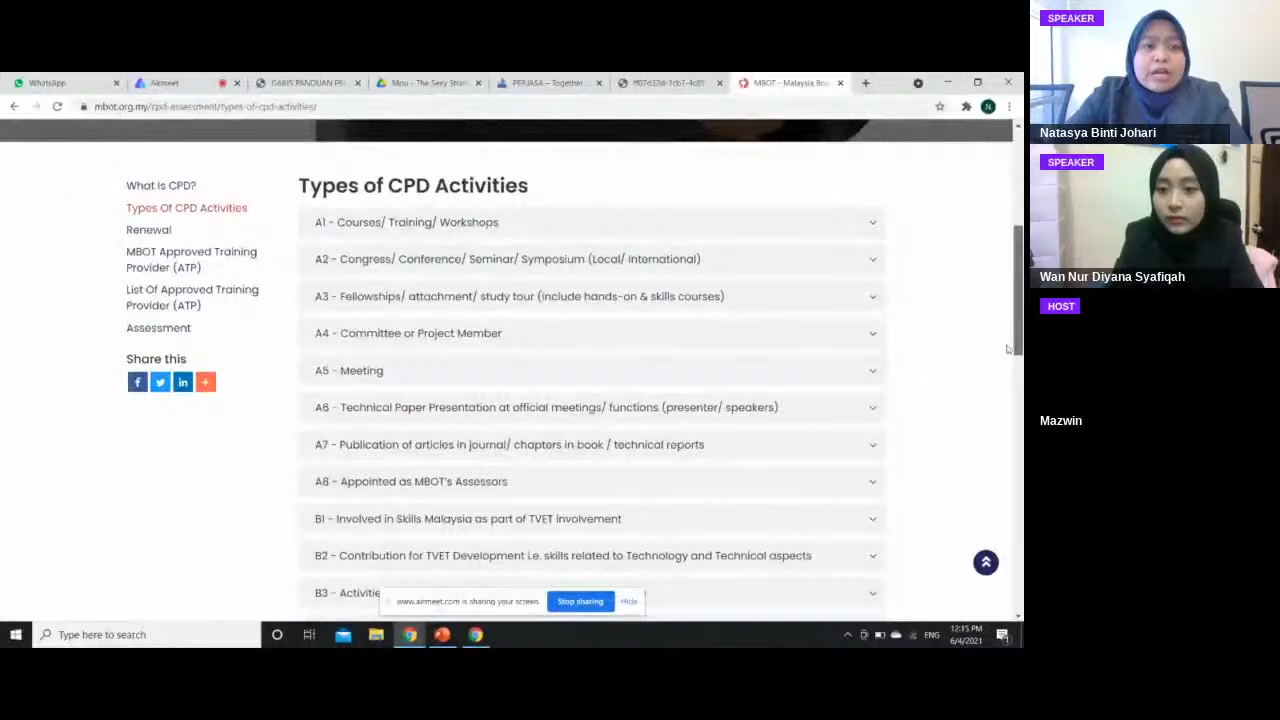 WhatsApp
Airmeet
GARIS PANDUAN PE
Mou - The Sexy Strat
PERJASA – Together
MBOT - Malaysia Boa
mbot.org.my/cpd-assessment/types-of-cpd-activities/
What Is CPD?
Types Of CPD Activities
Renewal
MBOT Approved Training
Provider (ATP)
List Of Approved Training
Provider (ATP)
Assessment
Share this
Types of CPD Activities
A1 - Courses/ Training/ Workshops
A2 - Congress/ Conference/ Seminar/ Symposium (Local/ International)
A3 - Fellowships/ attachment/ study tour (include hands-on & skills courses)
A4 - Committee or Project Member
A5 - Meeting
A6 - Technical Paper Presentation at official meetings/ functions (presenter/ speakers)
A7 - Publication of articles in journal/ chapters in book / technical reports
A8 - Appointed as MBOT's Assessors
B1 - Involved in Skills Malaysia as part of TVET involvement
B2 - Contribution for TVET Development i.e. skills related to Technology and Technical aspects
B3 - Activitie
www.airmeet.com is sharing your screen.
Stop sharing
Hide
Type here to search
ENG
12:15 PM
6/4/2021
SPEAKER
Natasya Binti Johari
SPEAKER
Wan Nur Diyana Syafiqah
HOST
Mazwin